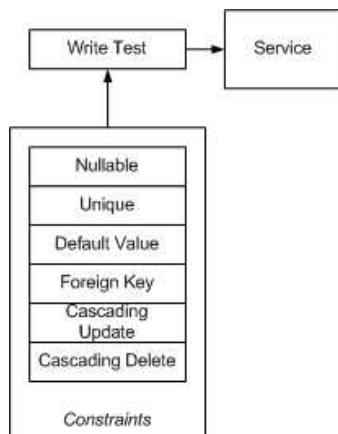 Write Test
Service
Nullable
Unique
Default Value
Foreign Key
Cascading
Update
Cascading Delete
Constraints